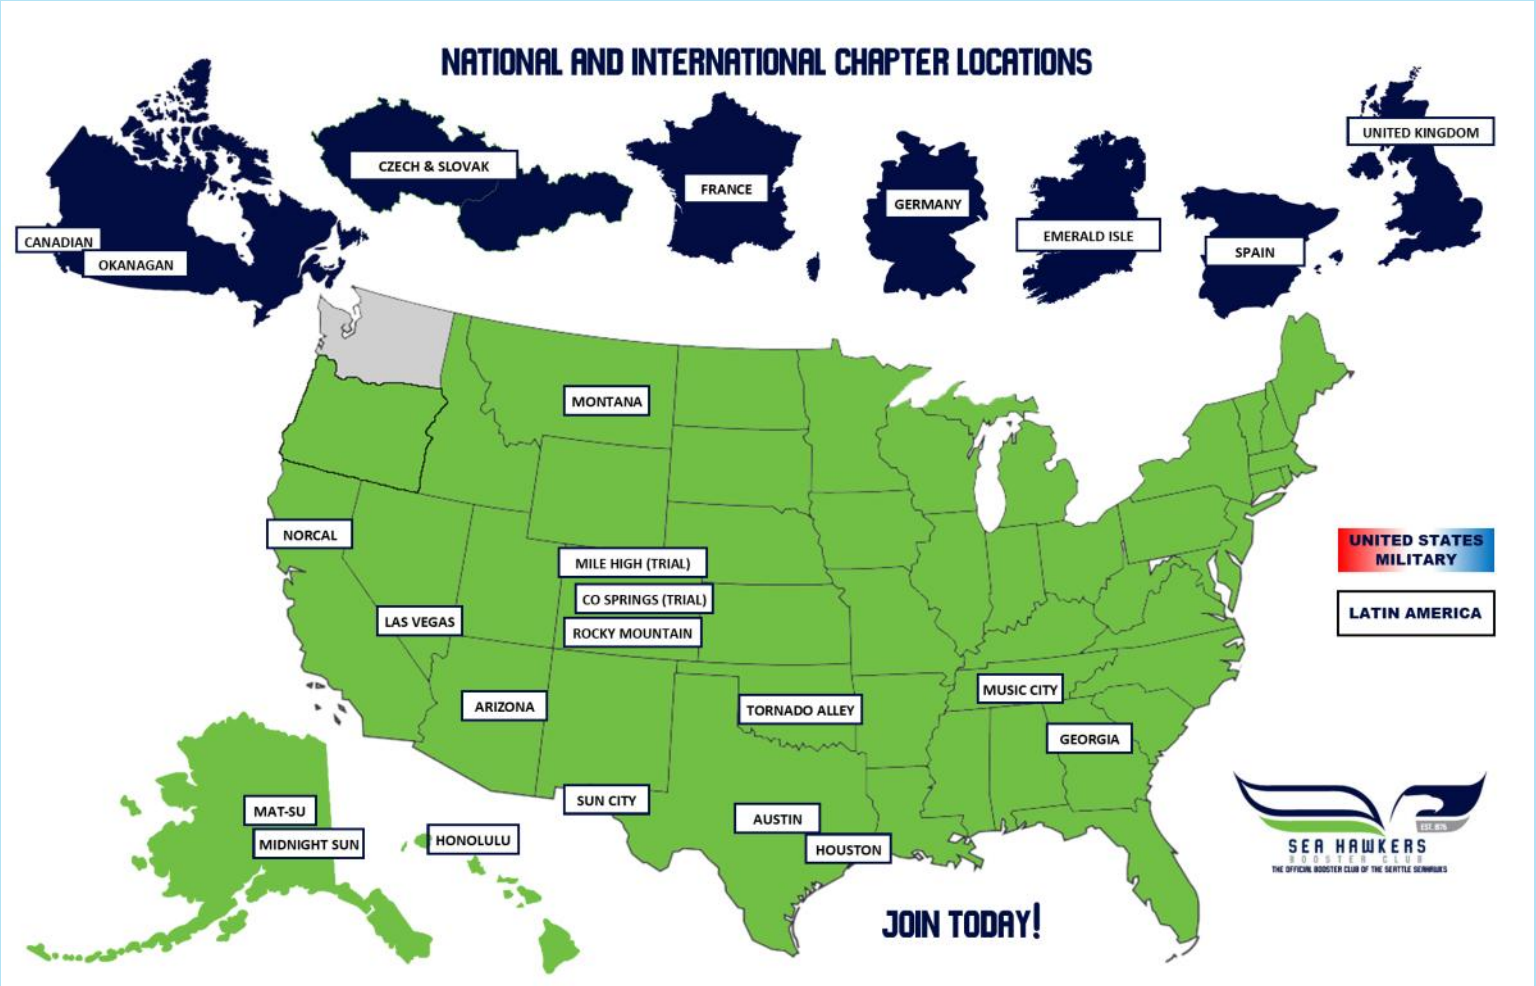 NATIONAL AND INTERNATIONAL CHAPTER LOCATIONS
CANADIAN
OKANAGAN
CZECH & SLOVAK
FRANCE
GERMANY
EMERALD ISLE
SPAIN
UNITED KINGDOM
MONTANA
NORCAL
MILE HIGH (TRIAL)
CO SPRINGS (TRIAL)
ROCKY MOUNTAIN
LAS VEGAS
ARIZONA
TORNADO ALLEY
MUSIC CITY
GEORGIA
SUN CITY
AUSTIN
HOUSTON
MAT-SU
MIDNIGHT SUN
HONOLULU
UNITED STATES
MILITARY
LATIN AMERICA
EST. 1976
SEA HAWKERS
BOOSTER CLUB
THE OFFICIAL BOOSTER CLUB OF THE SEATTLE SEAHAWKS
JOIN TODAY!